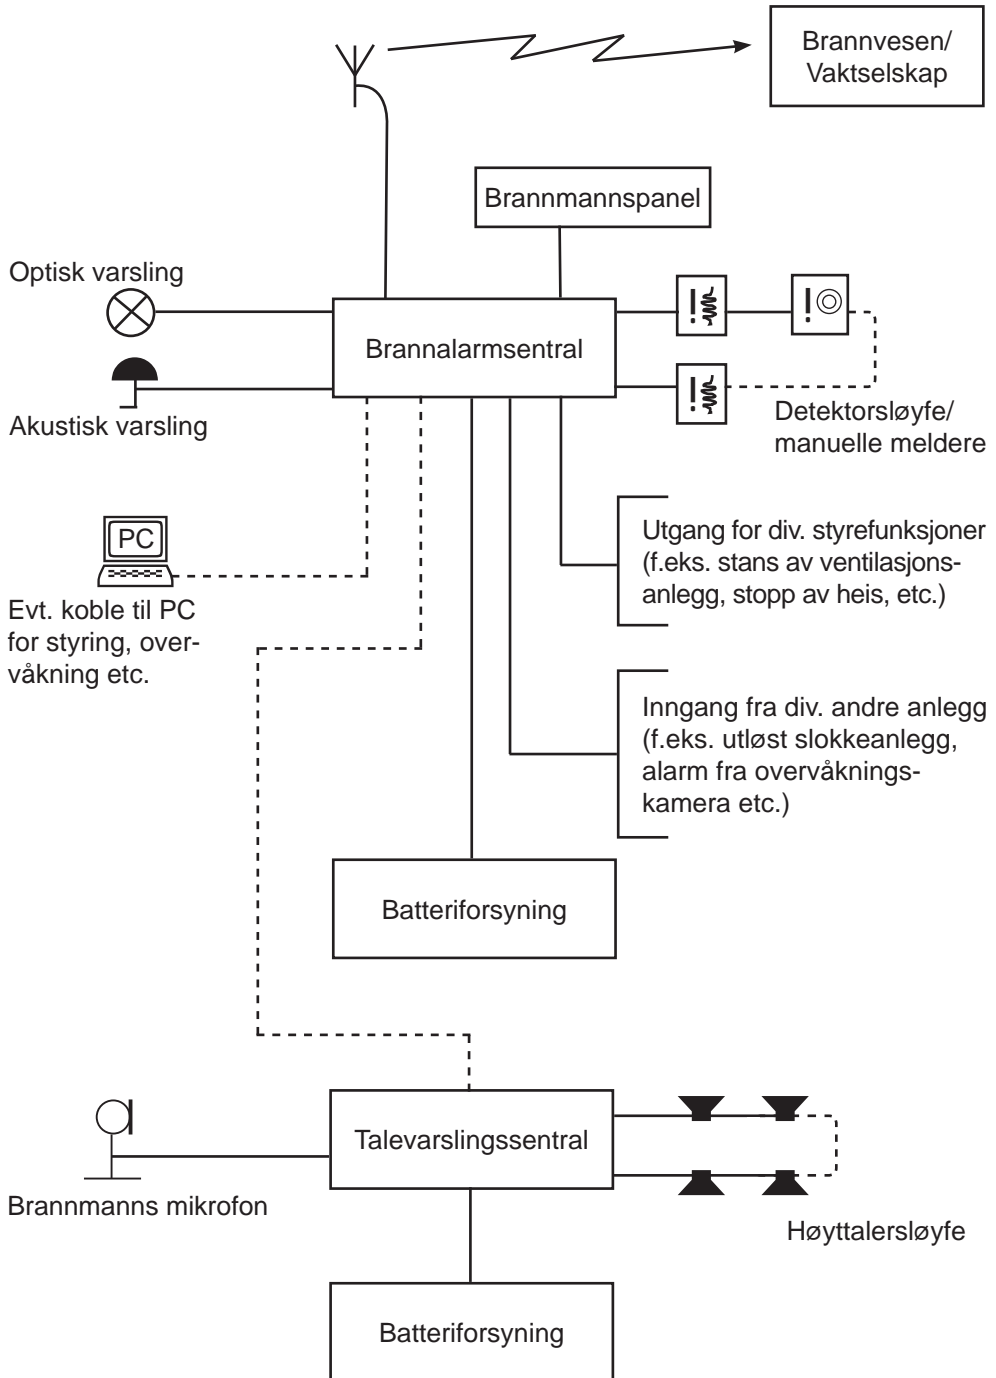 Brannvesen/
Vaktselskap
Brannmannspanel
Optisk varsling
Brannalarmsentral
Akustisk varsling
Detektorsløyfe/
manuelle meldere
PC
Evt. koble til PC
for styring, over-
våkning etc.
Utgang for div. styrefunksjoner
(f.eks. stans av ventilasjons-
anlegg, stopp av heis, etc.)
Inngang fra div. andre anlegg
(f.eks. utløst slokkeanlegg,
alarm fra overvåknings-
kamera etc.)
Batteriforsyning
Talevarslingssentral
Brannmanns mikrofon
Høyttalersløyfe
Batteriforsyning